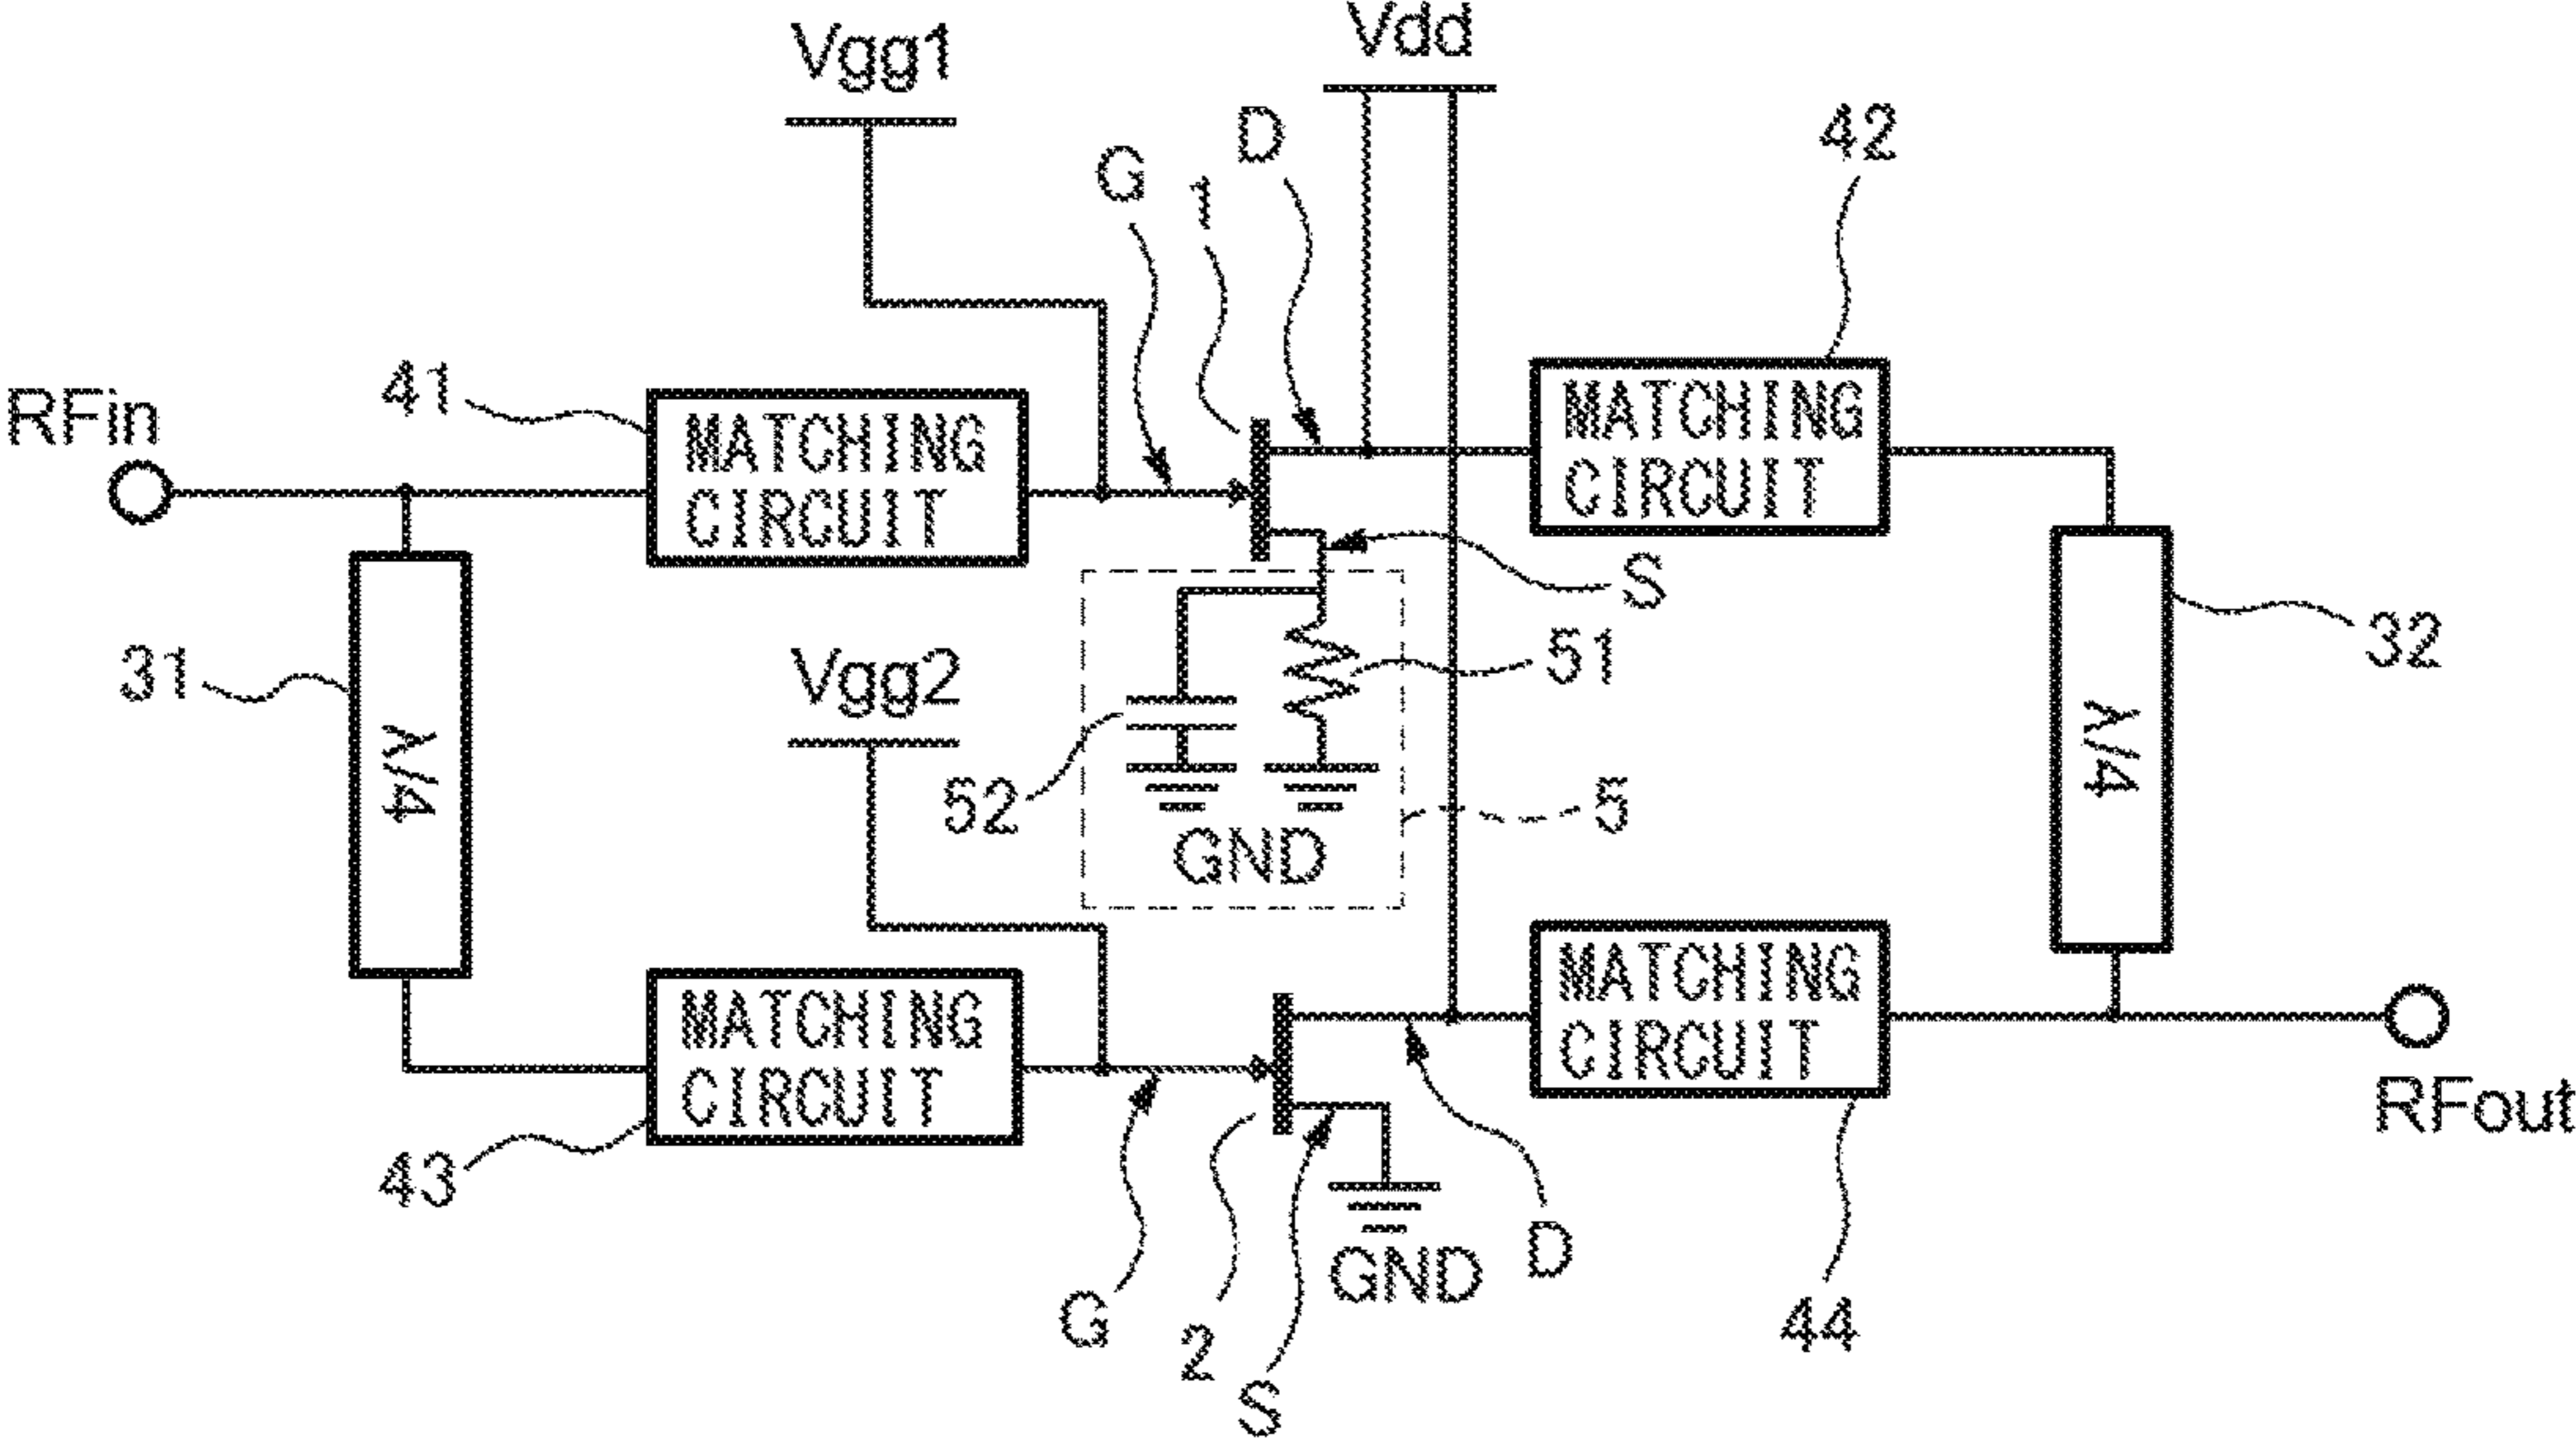 Vgg1
Vdd
G
1
D
42
RFin
41
MATCHING
CIRCUIT
MATCHING
CIRCUIT
S
31
λ/4
Vgg2
51
32
λ/4
52
5
GND
MATCHING
CIRCUIT
MATCHING
CIRCUIT
RFout
43
G
2
S
GND
D
44